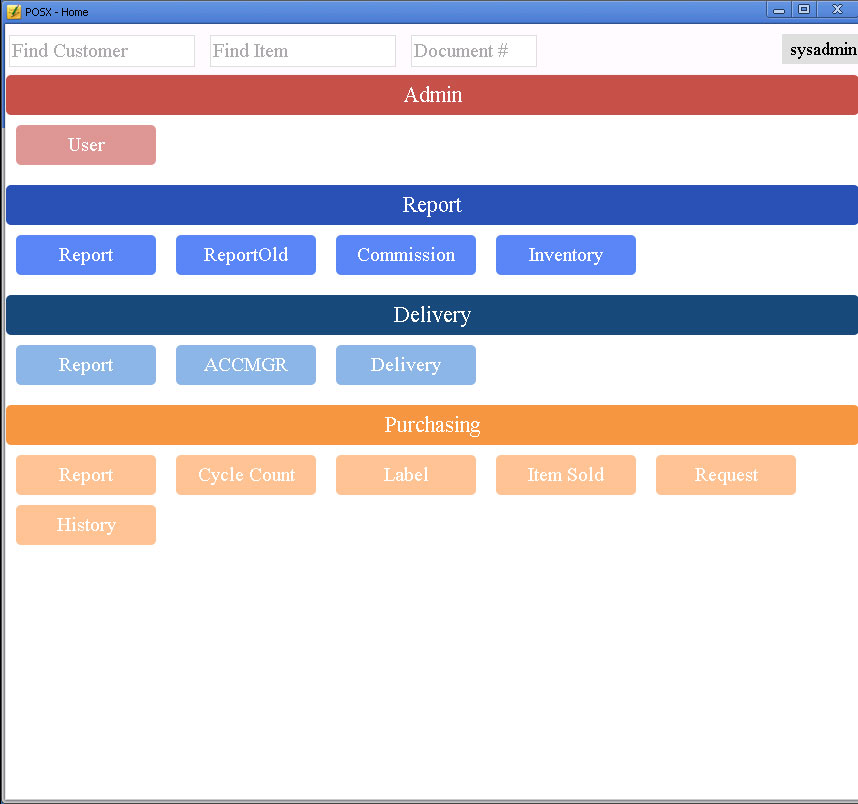 POSX - Home
Find Customer Find Item Document # sysadmin
Admin
User
Report
Report ReportOld Commission Inventory
Delivery
Report ACCMGR Delivery
Purchasing
Report Cycle Count Label Item Sold Request
History